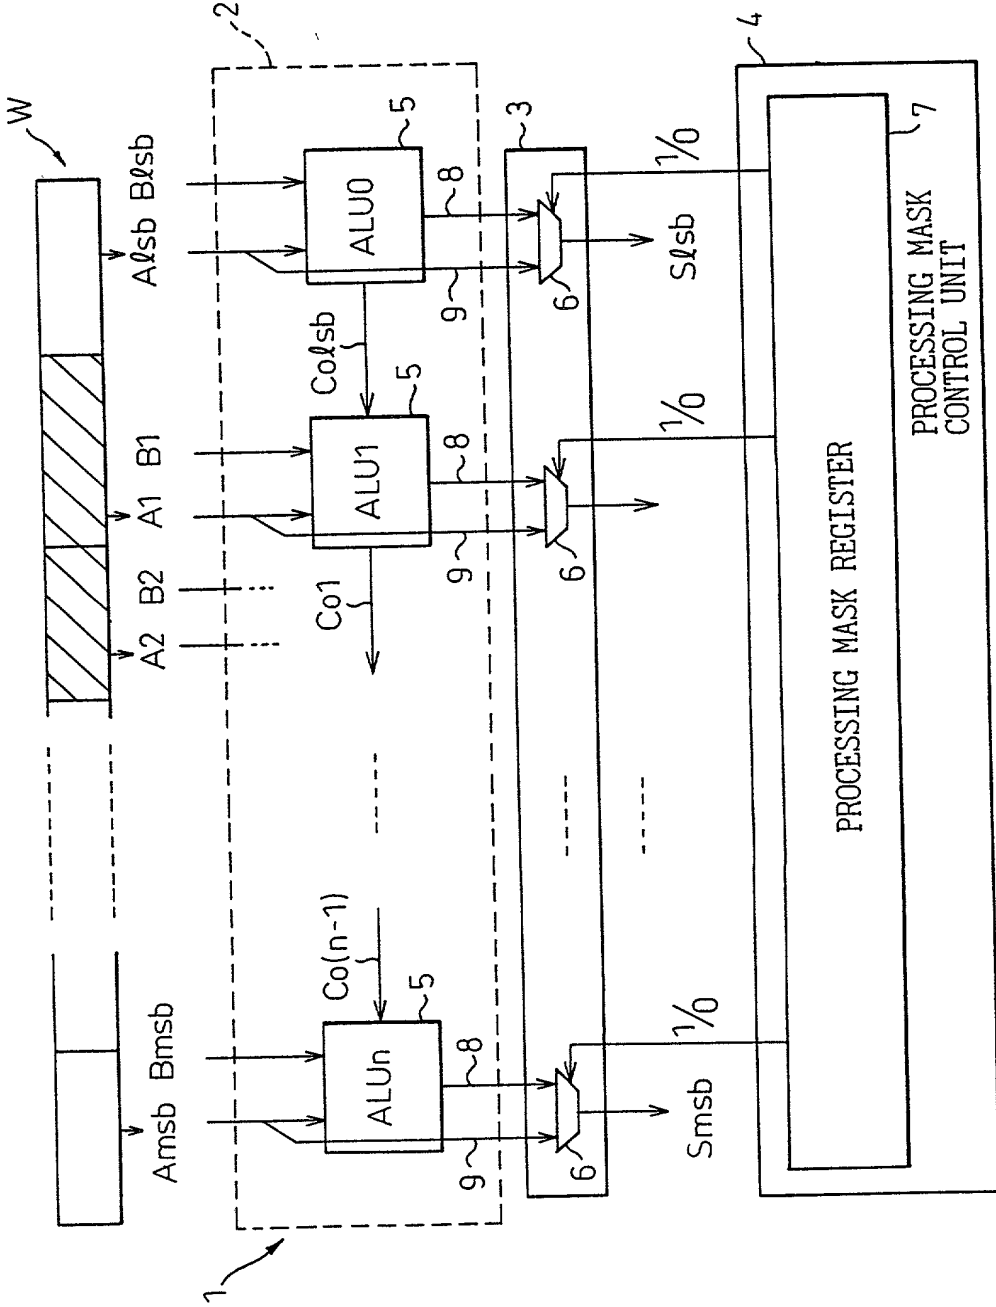 W
Amsb Bmsb A2 B2 A1 B1 Aℓsb Bℓsb
1
2
Co(n-1) Co1 Coℓsb
ALUn 5 ALU1 5 ALU0 5
9 8 9 8 9 8
3
6 6 6
1/0 1/0 1/0
Smsb Sℓsb
4
PROCESSING MASK REGISTER
7
PROCESSING MASK
CONTROL UNIT